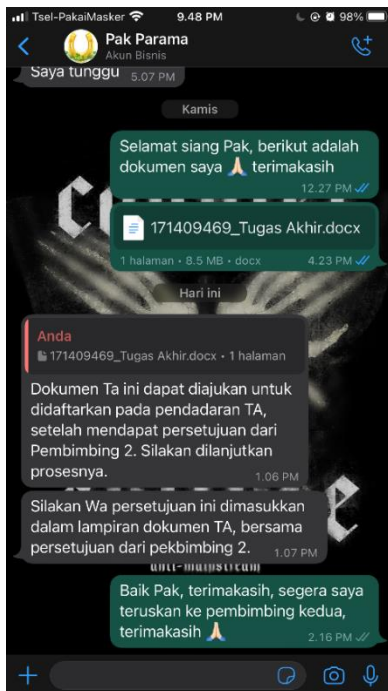 Tsel-PakaiMasker
9.48 PM
98%
Pak Parama
Akun Bisnis
Saya tunggu
5.07 PM
Kamis
Selamat siang Pak, berikut adalah
dokumen saya 🙏🏻 terimakasih
12.27 PM
171409469_Tugas Akhir.docx
1 halaman • 8.5 MB • docx
4.23 PM
Hari ini
Anda
171409469_Tugas Akhir.docx • 1 halaman
Dokumen Ta ini dapat diajukan untuk
didaftarkan pada pendadaran TA,
setelah mendapat persetujuan dari
Pembimbing 2. Silakan dilanjutkan
prosesnya.
1.06 PM
Silakan Wa persetujuan ini dimasukkan
dalam lampiran dokumen TA, bersama
persetujuan dari pekbimbing 2.
1.07 PM
anti-mainstream
Baik Pak, terimakasih, segera saya
teruskan ke pembimbing kedua,
terimakasih 🙏🏻
2.16 PM